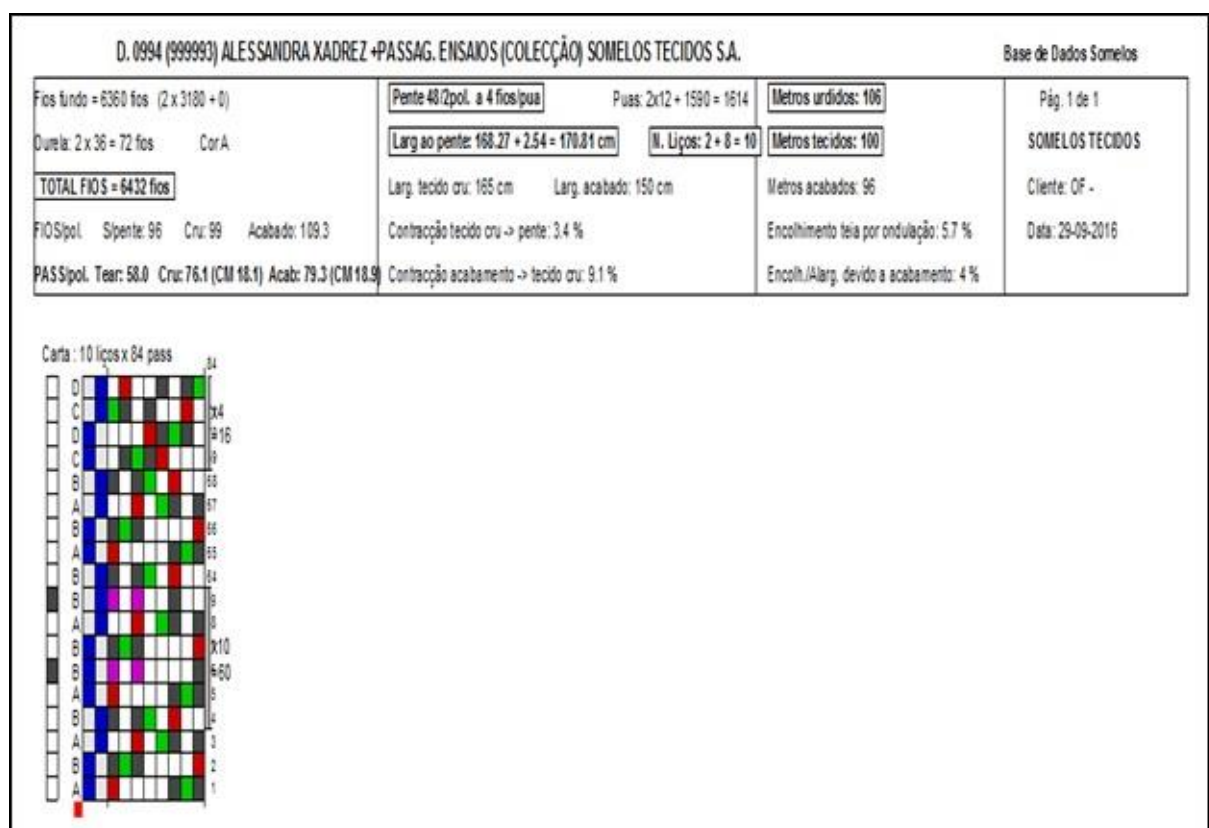 D. 0994 (999993) ALESSANDRA XADREZ +PASSAG. ENSAIOS (COLECÇÃO) SOMELOS TECIDOS S.A.
Base de Dados Somelos
Fios fundo = 6360 fios (2 x 3180 + 0)
Ourela: 2 x 36 = 72 fios Cor A
TOTAL FIOS = 6432 fios
FIOS/pol. S/pente: 96 Cru: 99 Acabado: 109.3
PASS/pol. Tear: 58.0 Cru: 76.1 (CM 18.1) Acab: 79.3 (CM 18.9)
Pente 48/2pol. a 4 fios/pua Puas: 2x12 + 1590 = 1614
Larg ao pente: 168.27 + 2.54 = 170.81 cm N. Liços: 2 + 8 = 10
Larg. tecido cru: 165 cm Larg. acabado: 150 cm
Contracção tecido cru -> pente: 3.4 %
Contracção acabamento -> tecido cru: 9.1 %
Metros urdidos: 106
Metros tecidos: 100
Metros acabados: 96
Encolhimento teia por ondulação: 5.7 %
Encolh./Alarg. devido a acabamento: 4 %
Pág. 1 de 1
SOMELOS TECIDOS
Cliente: OF -
Data: 29-09-2016
Carta : 10 liços x 84 pass
84
D
C x4
D =16
C
B 68
A 67
B 66
A 65
B 64
B 9
A 8
B x10
B =60
A 5
B 4
A 3
B 2
A 1